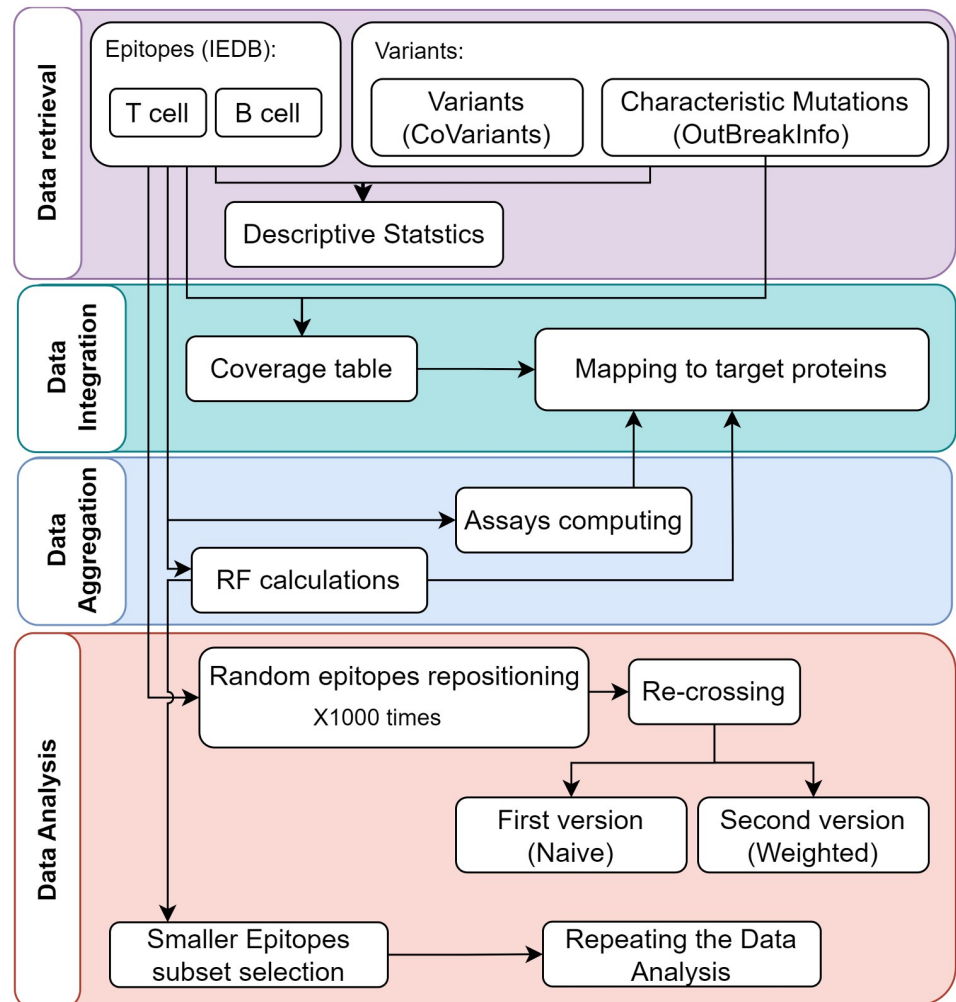 Data retrieval
Epitopes (IEDB):
T cell
B cell
Variants:
Variants
(CoVariants)
Characteristic Mutations
(OutBreakInfo)
Descriptive Statstics
Data
Integration
Coverage table
Mapping to target proteins
Data
Aggregation
Assays computing
RF calculations
Data Analysis
Random epitopes repositioning
X1000 times
Re-crossing
First version
(Naive)
Second version
(Weighted)
Smaller Epitopes
subset selection
Repeating the Data
Analysis